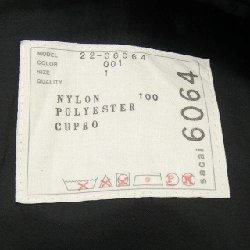 MODEL 22-00064
COLOR 001
SIZE 1
QUALITY
NYLON 100
POLYESTER
CUPRO
sacai 6064